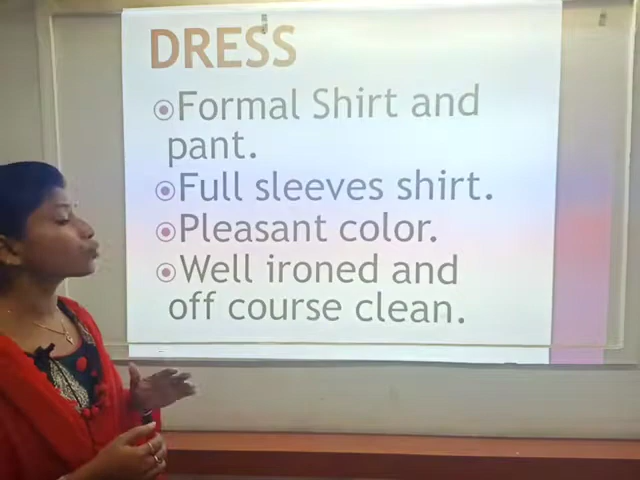 DRESS
Formal Shirt and
pant.
Full sleeves shirt.
Pleasant color.
Well ironed and
off course clean.